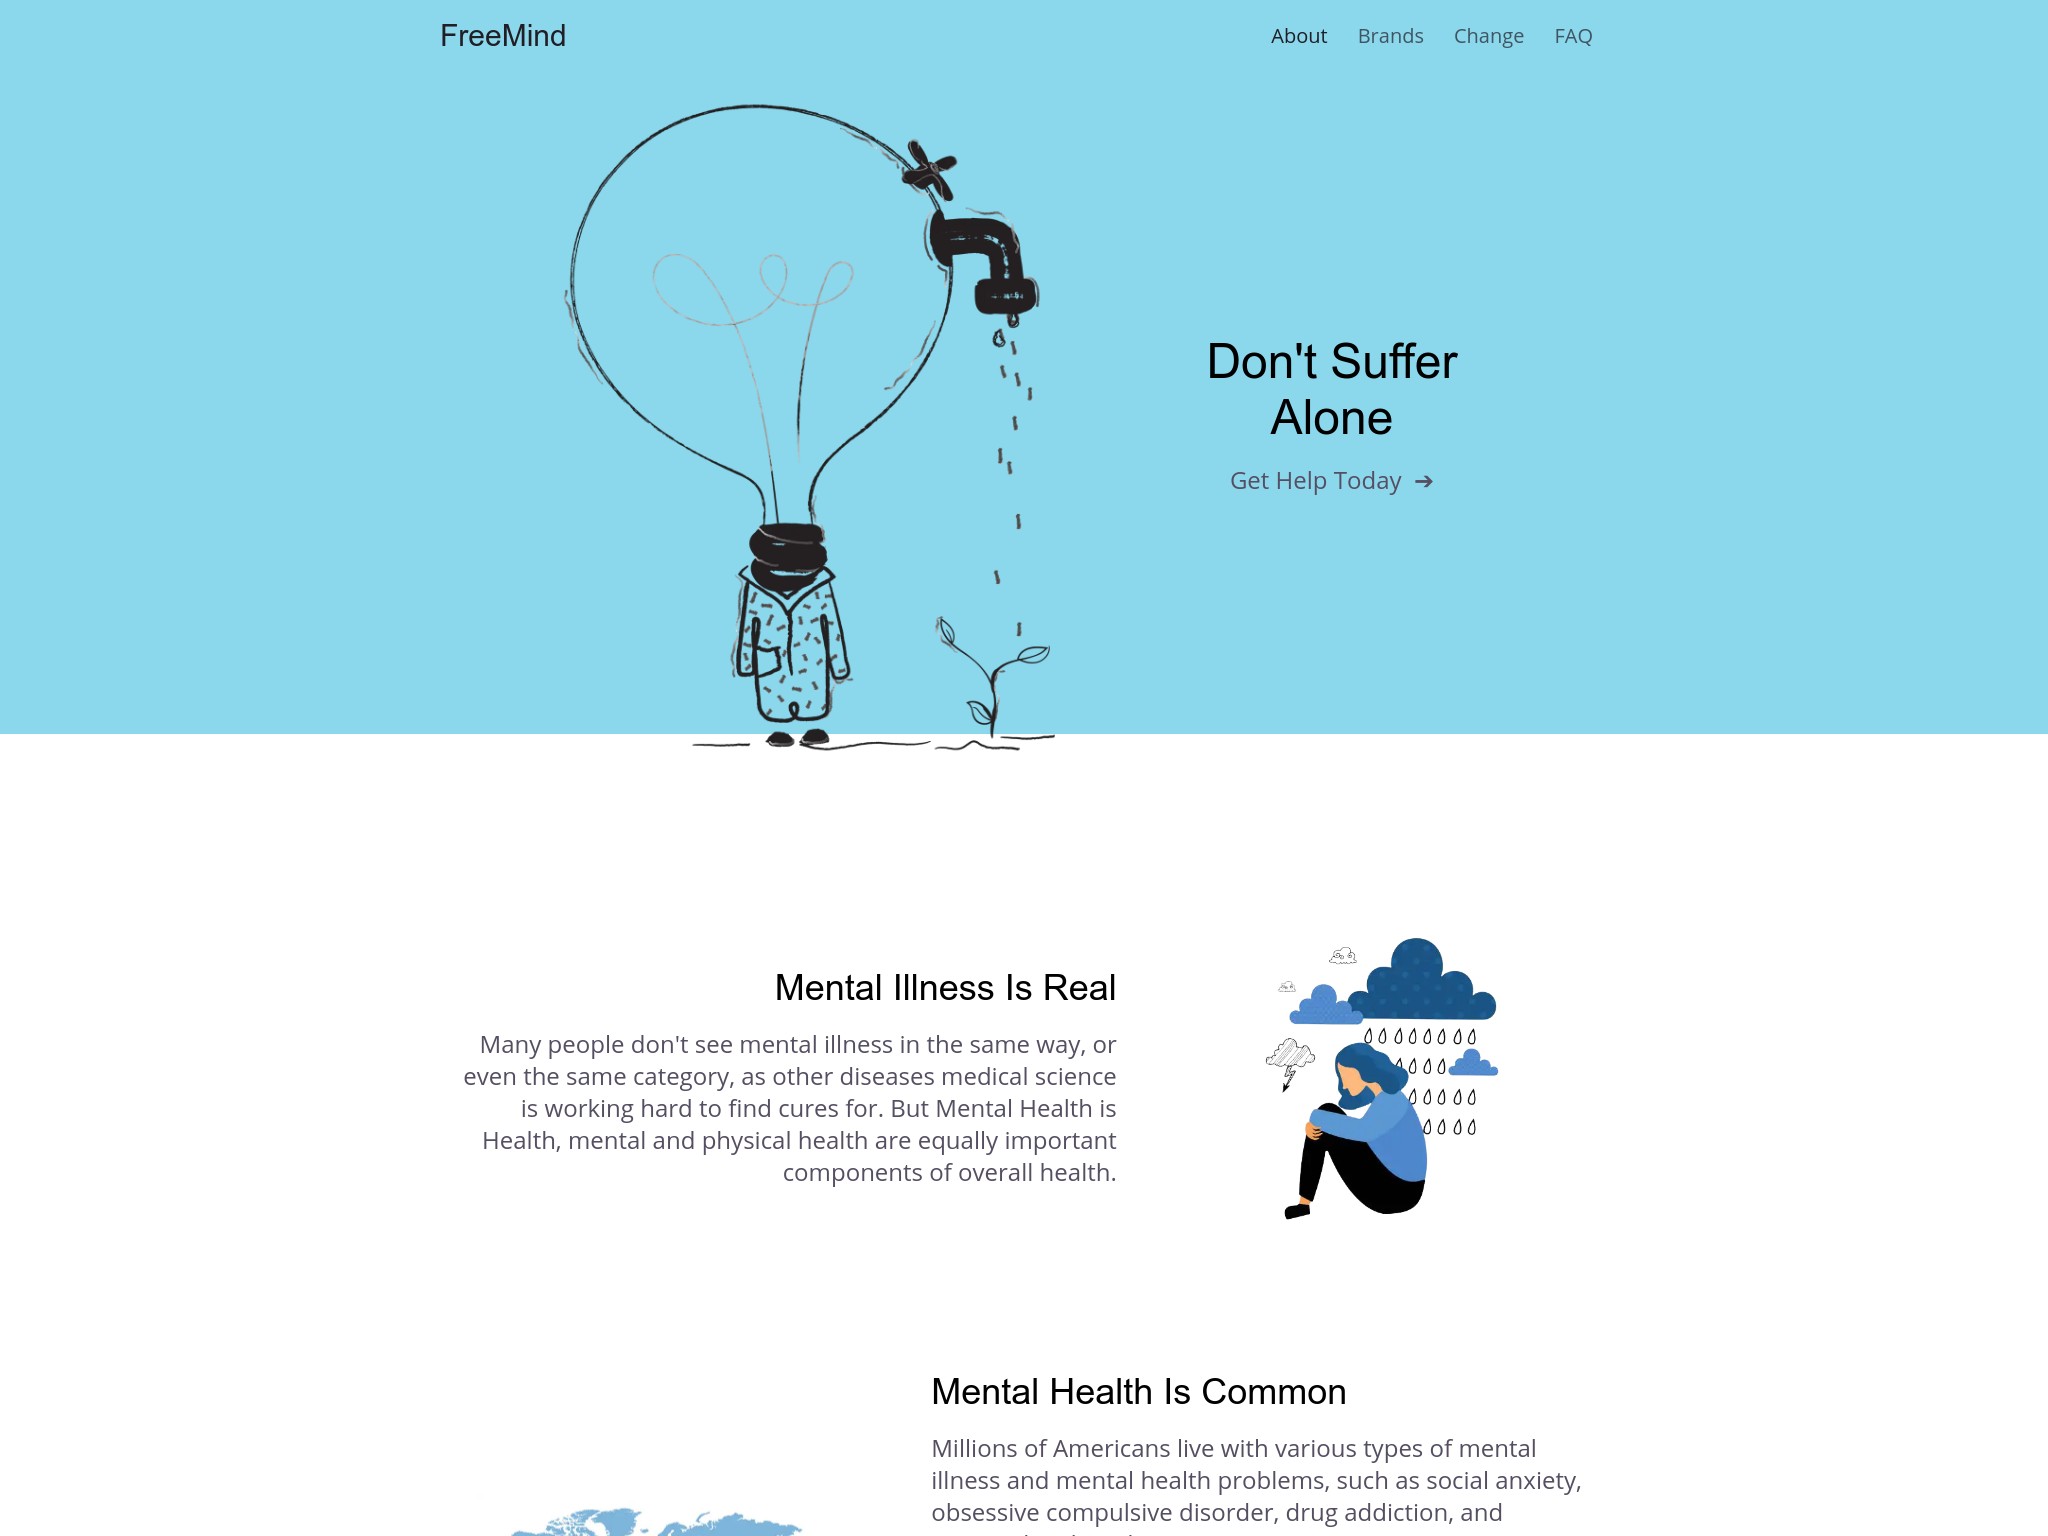 FreeMind
About Brands Change FAQ
Don't Suffer
Alone
Get Help Today ➔
Mental Illness Is Real
Many people don't see mental illness in the same way, or
even the same category, as other diseases medical science
is working hard to find cures for. But Mental Health is
Health, mental and physical health are equally important
components of overall health.
Mental Health Is Common
Millions of Americans live with various types of mental
illness and mental health problems, such as social anxiety,
obsessive compulsive disorder, drug addiction, and